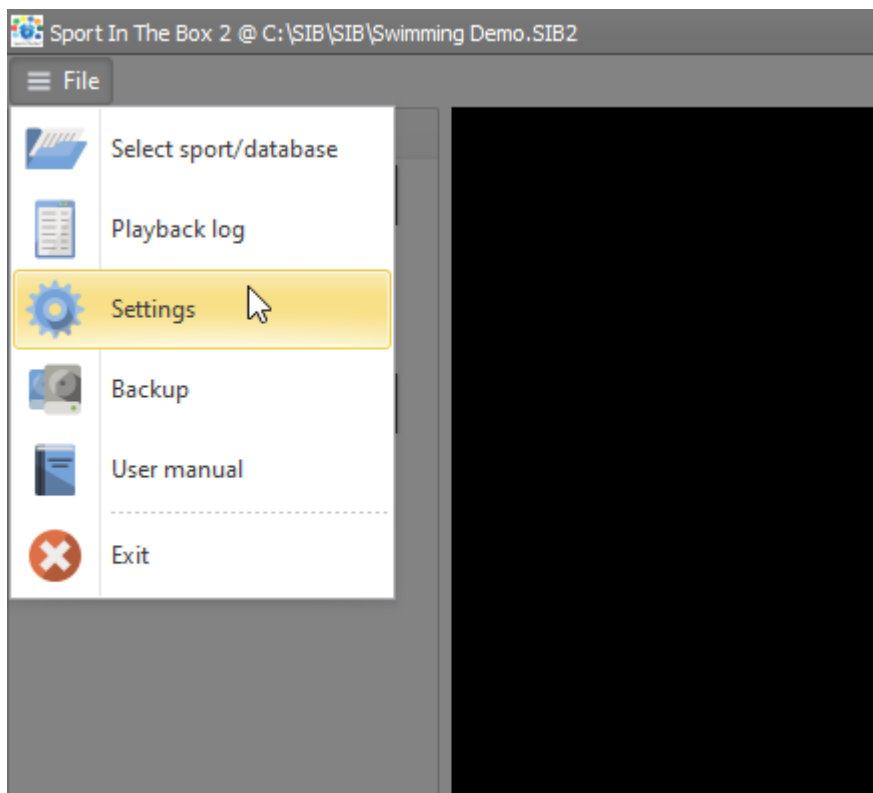 Sport In The Box 2 @ C:\SIB\SIB\Swimming Demo.SIB2
File
Select sport/database
Playback log
Settings
Backup
User manual
Exit